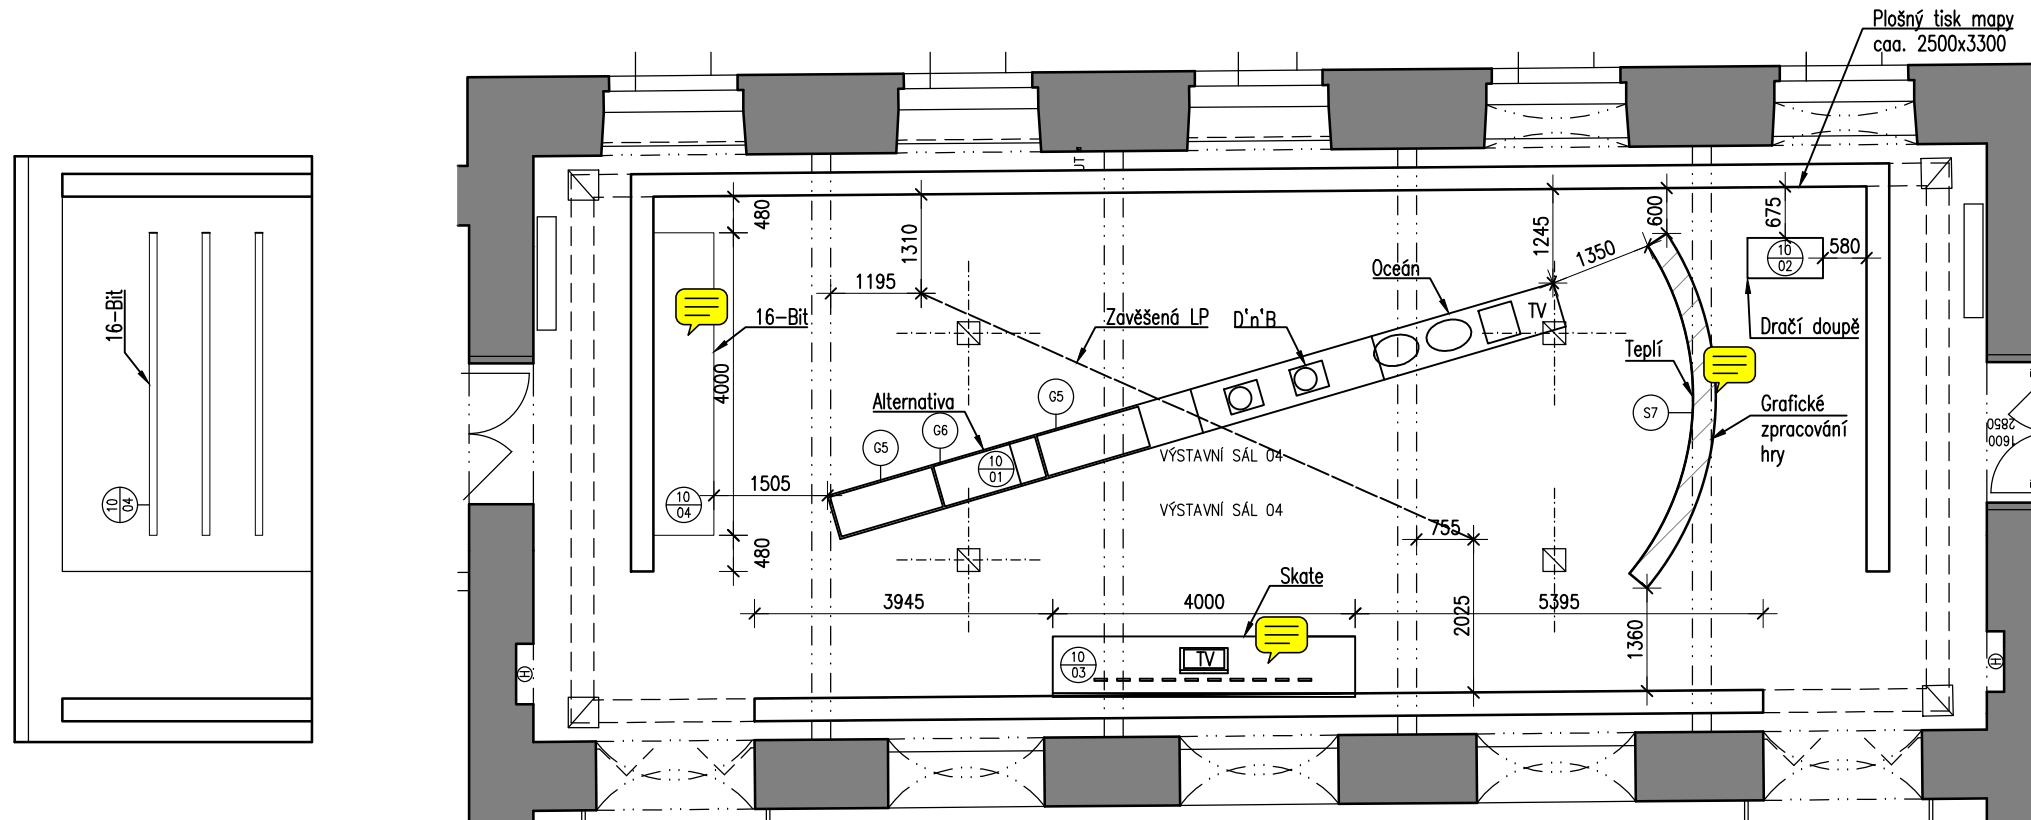 Plošný tisk mapy
caa. 2500x3300
UT
480
1310
1245
600
675
1350
580
10
02
1195
Oceán
TV
16-Bit
16-Bit
Zavěšená LP
D'n'B
Dračí doupě
Teplí
4000
Alternativa
G5
G6
G5
S7
Grafické
zpracování
hry
2850
1600
10
01
VÝSTAVNÍ SÁL 04
1505
10
04
10
04
VÝSTAVNÍ SÁL 04
755
480
Skate
3945
4000
2025
5395
1360
10
03
TV
H
H